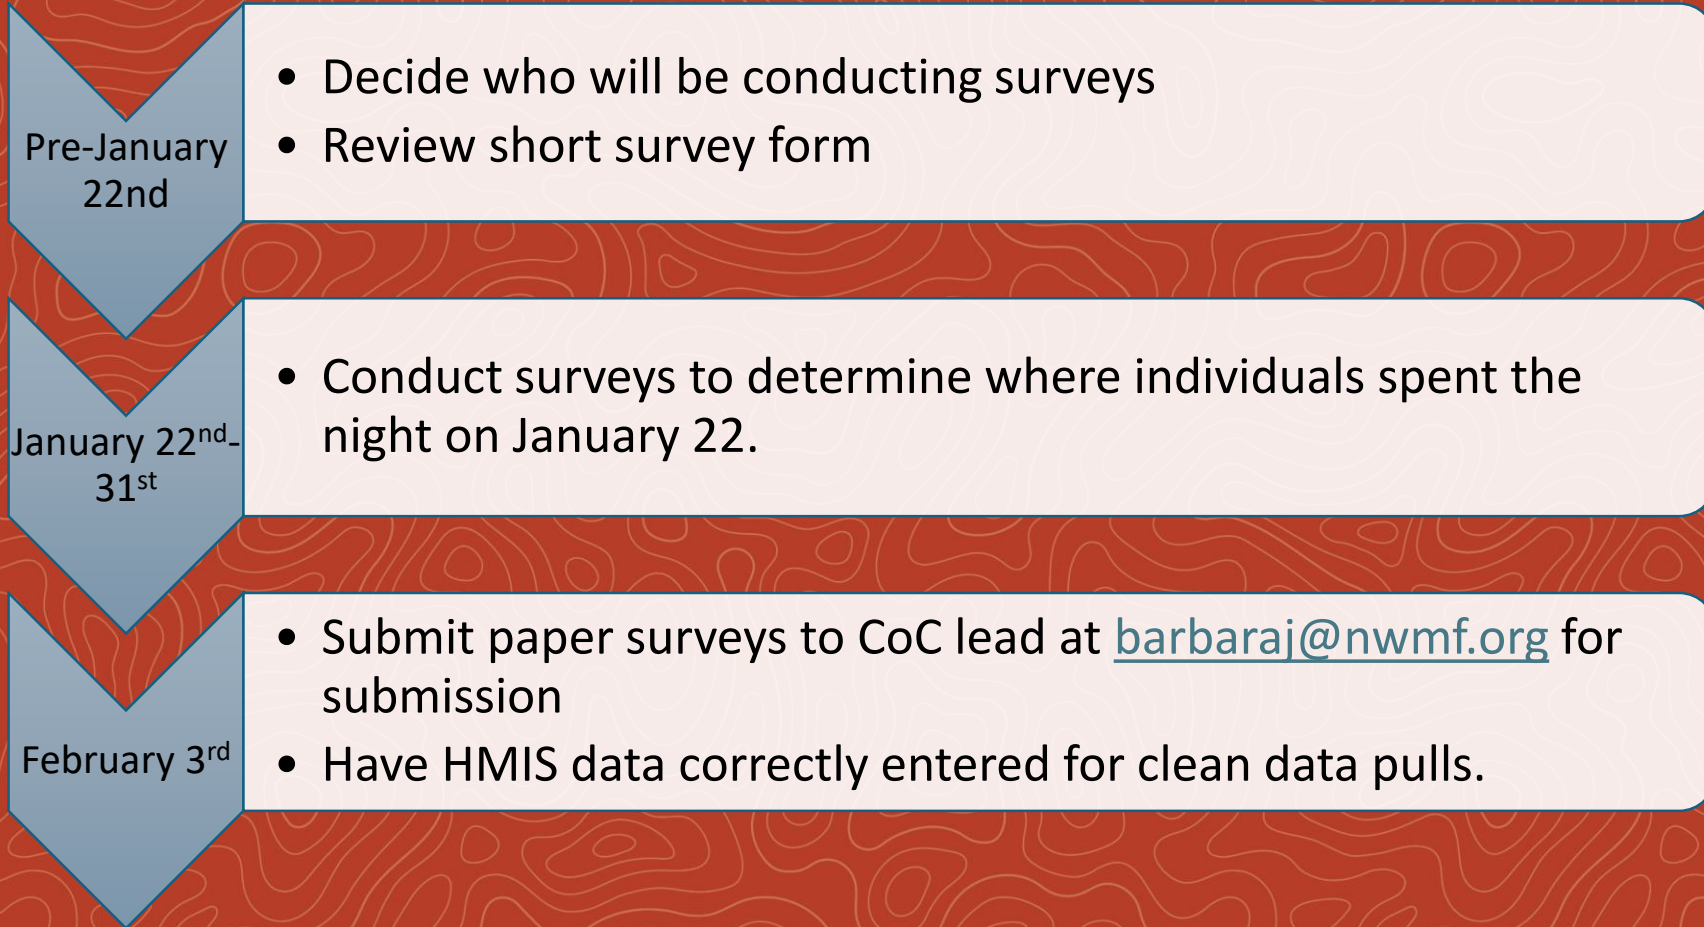 Pre-January
22nd
• Decide who will be conducting surveys
• Review short survey form
January 22nd-
31st
• Conduct surveys to determine where individuals spent the
night on January 22.
February 3rd
• Submit paper surveys to CoC lead at barbaraj@nwmf.org for
submission
• Have HMIS data correctly entered for clean data pulls.